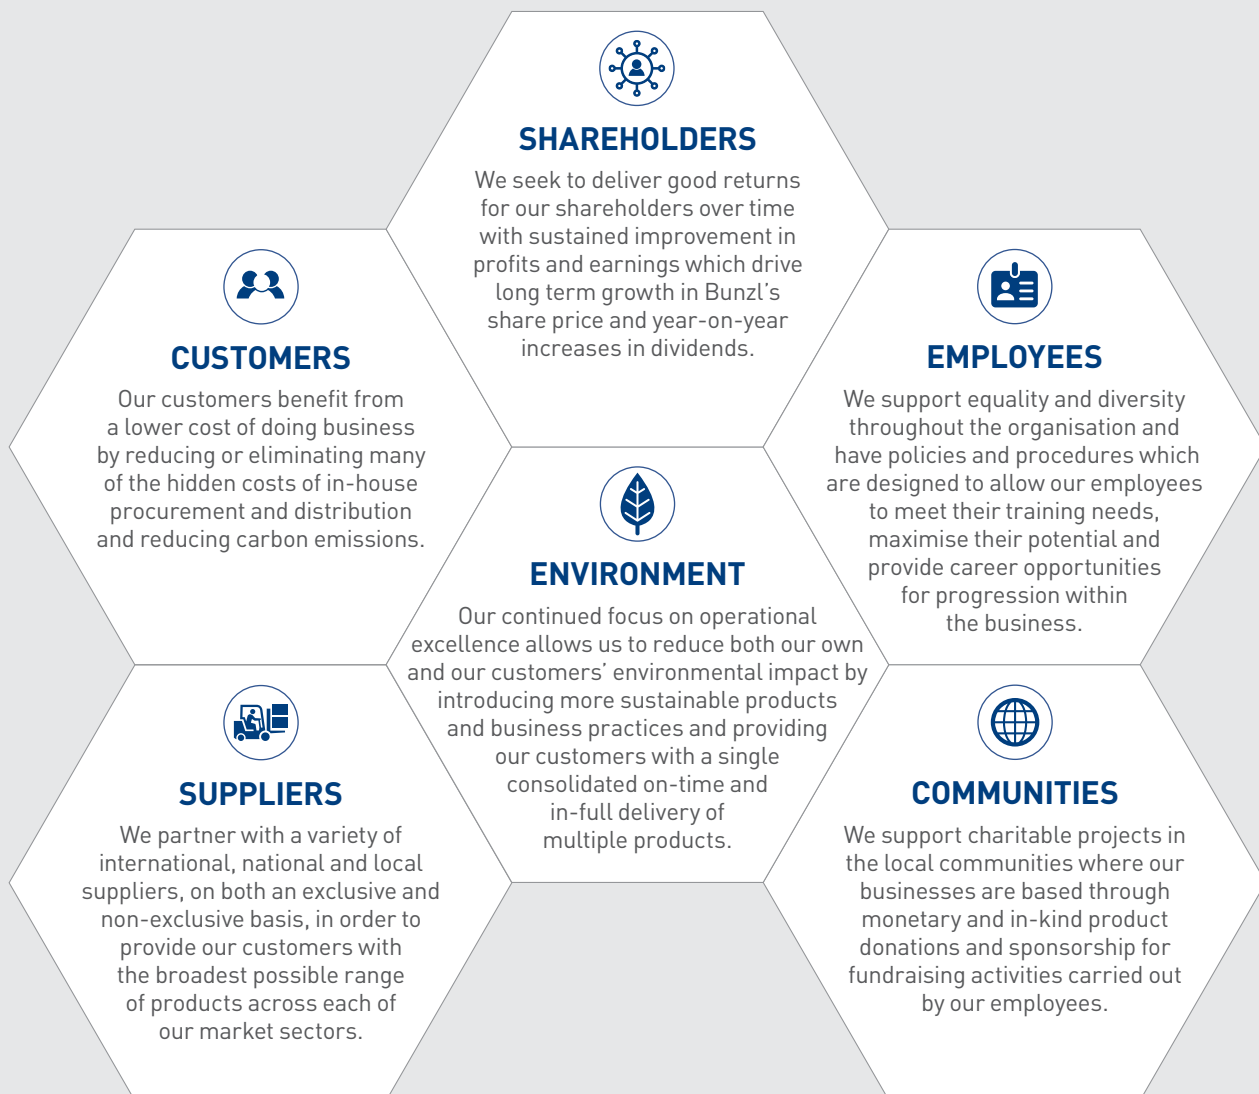 SHAREHOLDERS
We seek to deliver good returns
for our shareholders over time
with sustained improvement in
profits and earnings which drive
long term growth in Bunzl’s
share price and year-on-year
increases in dividends.
CUSTOMERS
Our customers benefit from
a lower cost of doing business
by reducing or eliminating many
of the hidden costs of in-house
procurement and distribution
and reducing carbon emissions.
EMPLOYEES
We support equality and diversity
throughout the organisation and
have policies and procedures which
are designed to allow our employees
to meet their training needs,
maximise their potential and
provide career opportunities
for progression within
the business.
ENVIRONMENT
Our continued focus on operational
excellence allows us to reduce both our own
and our customers’ environmental impact by
introducing more sustainable products
and business practices and providing
our customers with a single
consolidated on-time and
in-full delivery of
multiple products.
SUPPLIERS
We partner with a variety of
international, national and local
suppliers, on both an exclusive and
non-exclusive basis, in order to
provide our customers with
the broadest possible range
of products across each of
our market sectors.
COMMUNITIES
We support charitable projects in
the local communities where our
businesses are based through
monetary and in-kind product
donations and sponsorship for
fundraising activities carried out
by our employees.